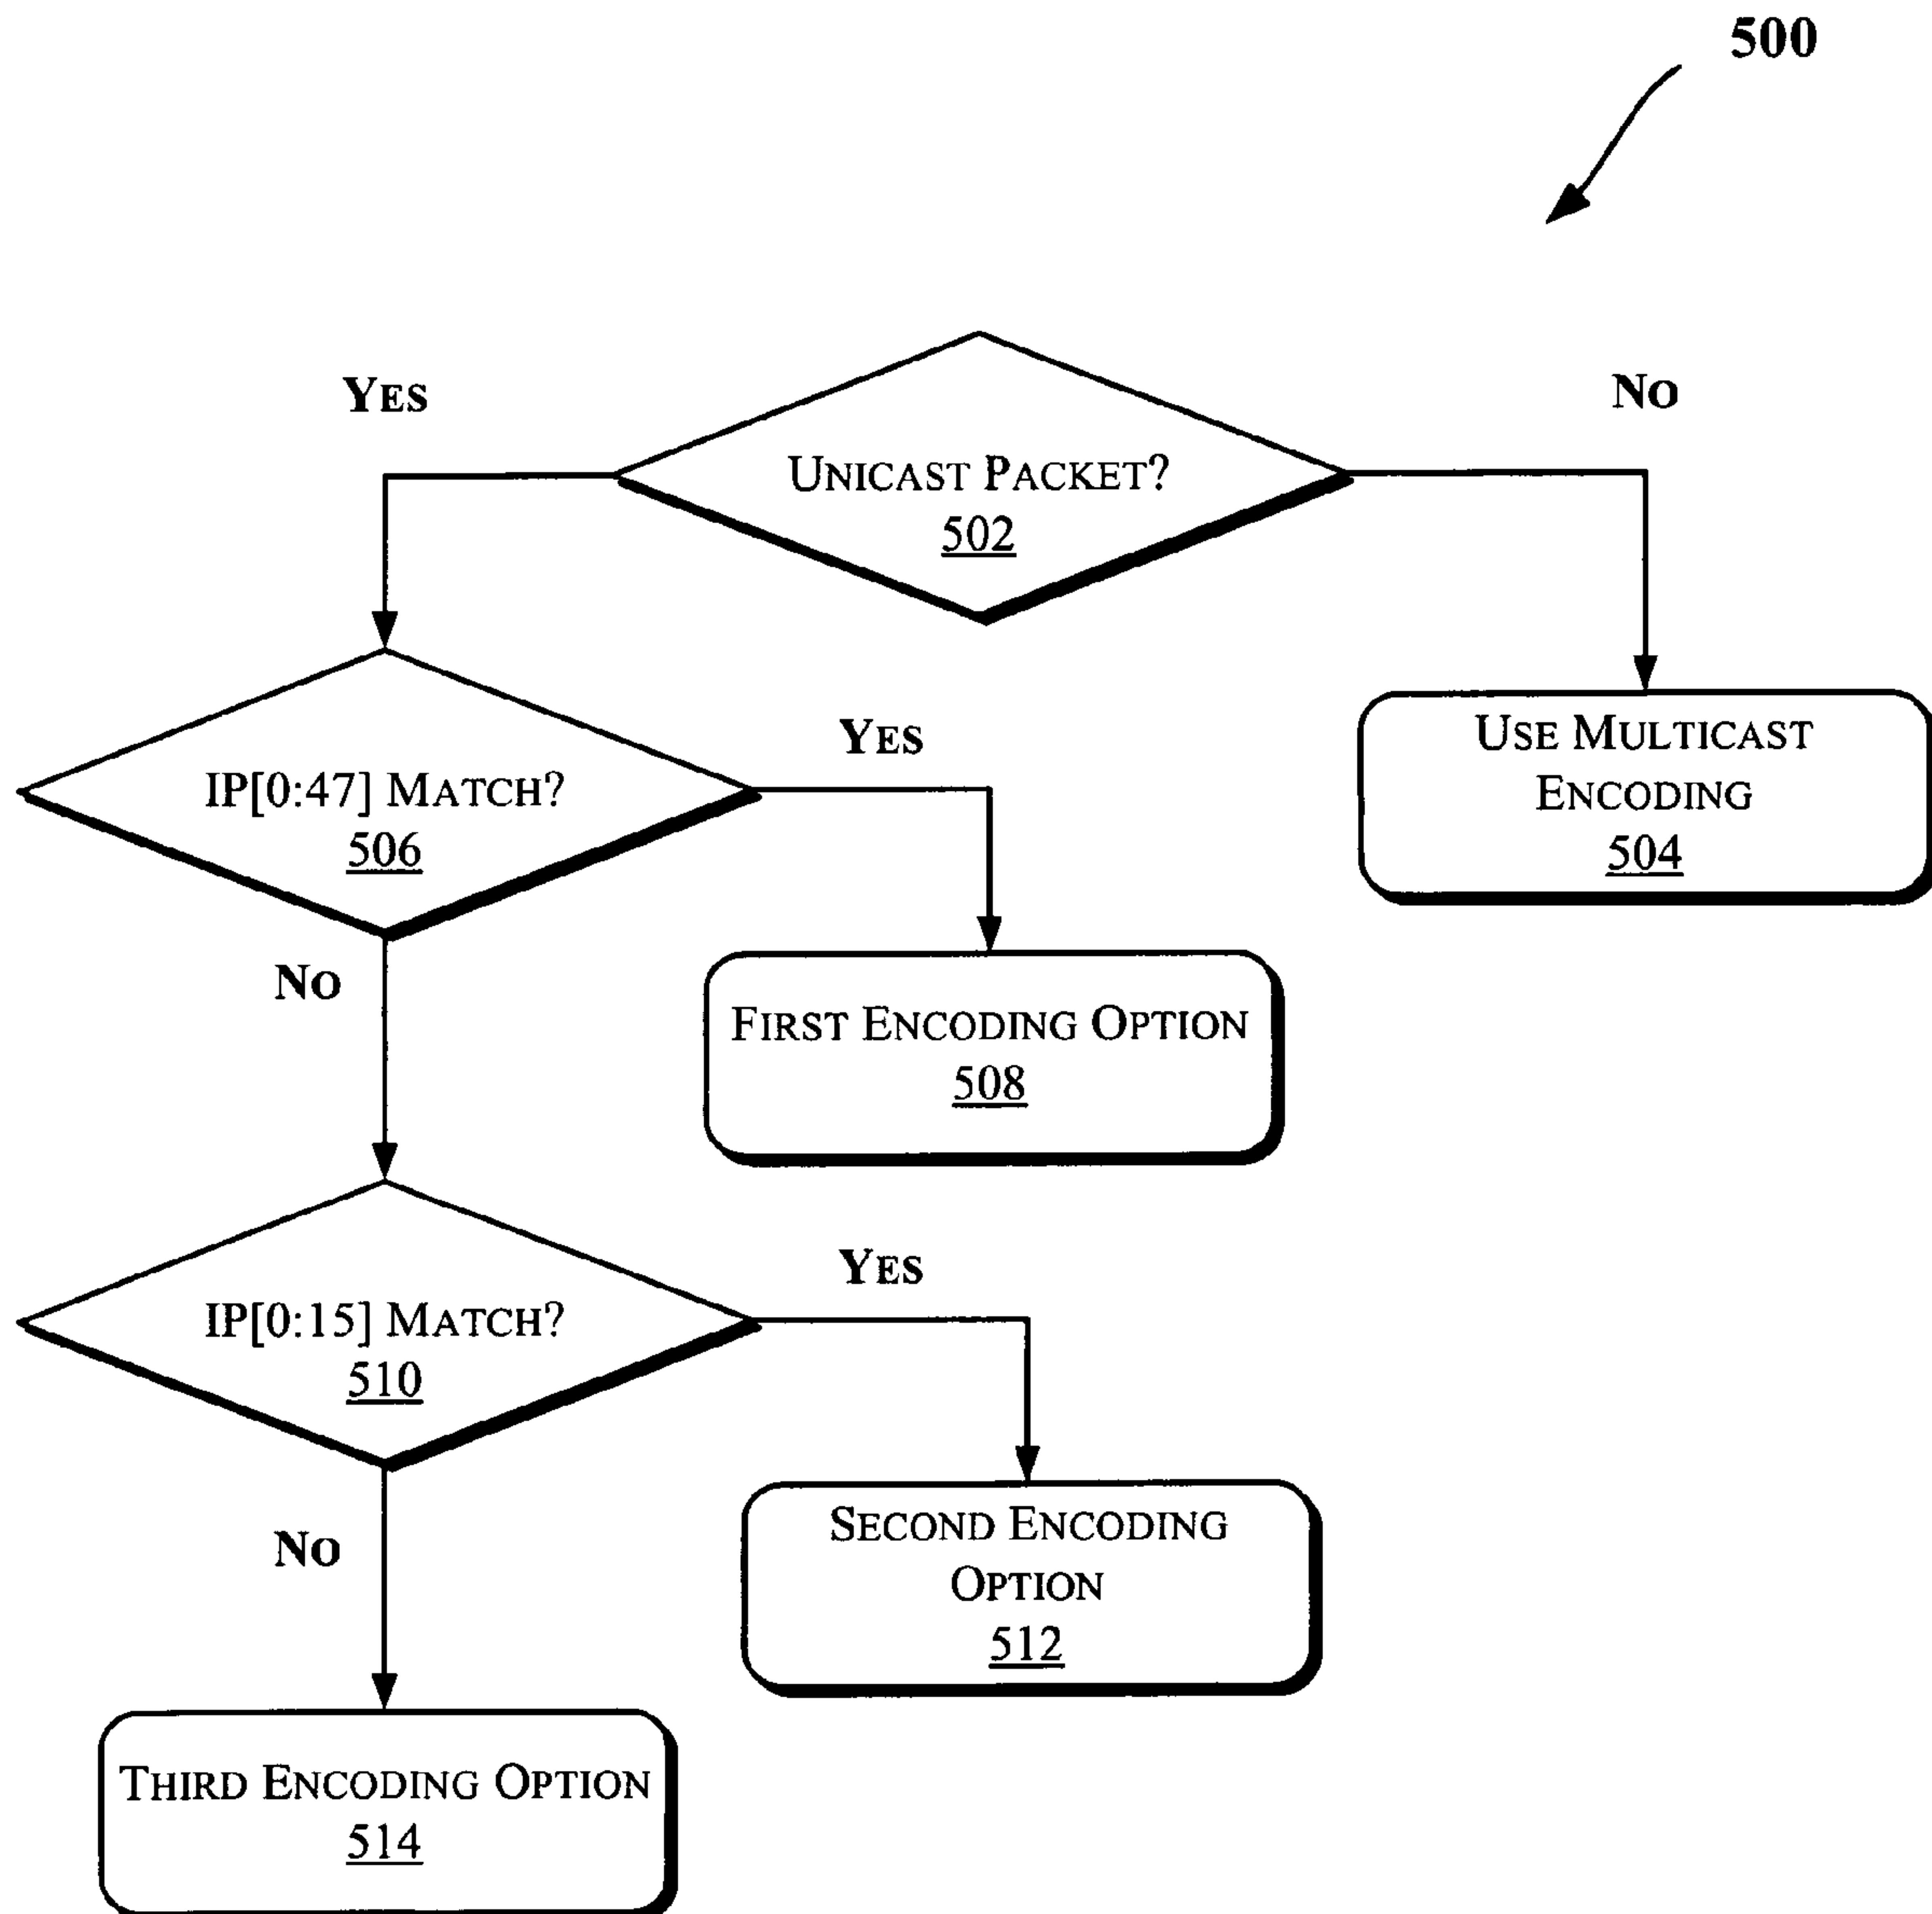 500
YES
NO
UNICAST PACKET?
502
IP[0:47] MATCH?
506
YES
USE MULTICAST
ENCODING
504
NO
FIRST ENCODING OPTION
508
IP[0:15] MATCH?
510
YES
NO
SECOND ENCODING
OPTION
512
THIRD ENCODING OPTION
514